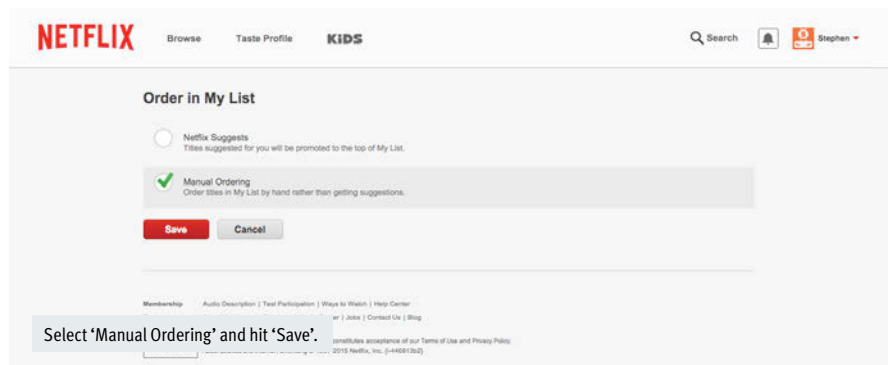 NETFLIX Browse Taste Profile KiDS Search Stephen
Order in My List
Netflix Suggests
Titles suggested for you will be promoted to the top of My List.
Manual Ordering
Order titles in My List by hand rather than getting suggestions.
Save Cancel
Membership Audio Description | Test Participation | Ways to Watch | Help Center
| Jobs | Contact Us | Blog
Select ‘Manual Ordering’ and hit ‘Save’.
constitutes acceptance of our Terms of Use and Privacy Policy.
2015 Netflix, Inc.